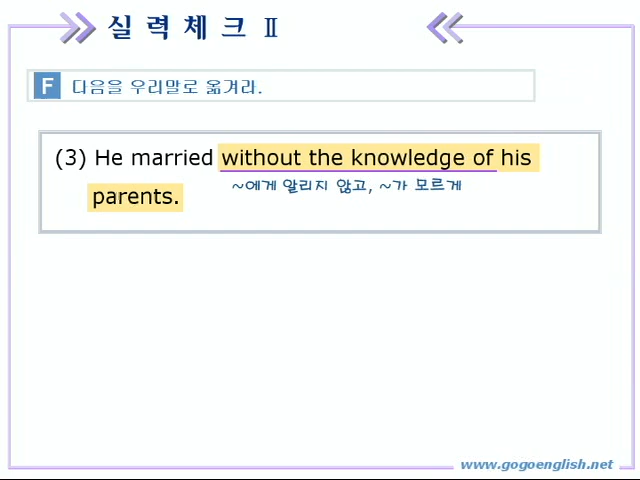 실력체크 Ⅱ
F 다음을 우리말로 옮겨라.
(3) He married without the knowledge of his
~에게 알리지 않고, ~가 모르게
parents.
www.gogoenglish.net